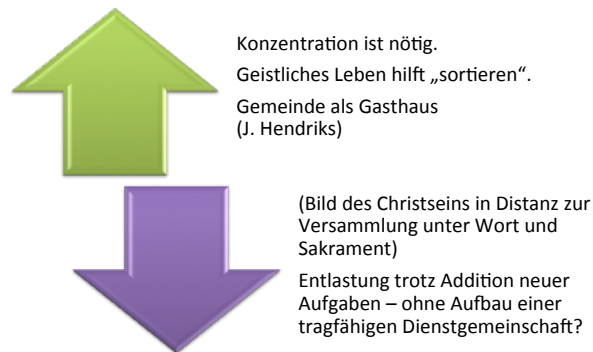 Konzentration ist nötig.
Geistliches Leben hilft „sortieren“.
Gemeinde als Gasthaus
(J. Hendriks)
(Bild des Christseins in Distanz zur
Versammlung unter Wort und
Sakrament)
Entlastung trotz Addition neuer
Aufgaben – ohne Aufbau einer
tragfähigen Dienstgemeinschaft?